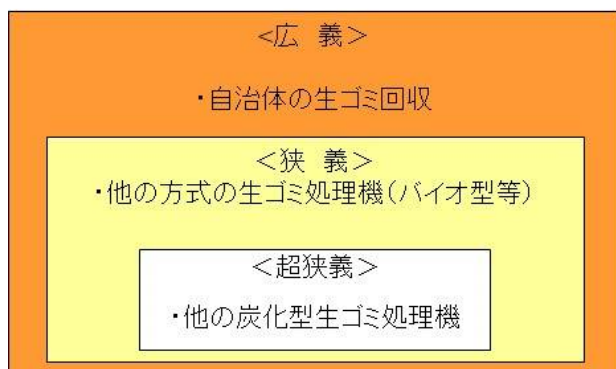 <広 義>
・自治体の生ゴミ回収
＜狭 義＞
・他の方式の生ゴミ処理機(バイオ型等)
＜超狭義＞
・他の炭化型生ゴミ処理機